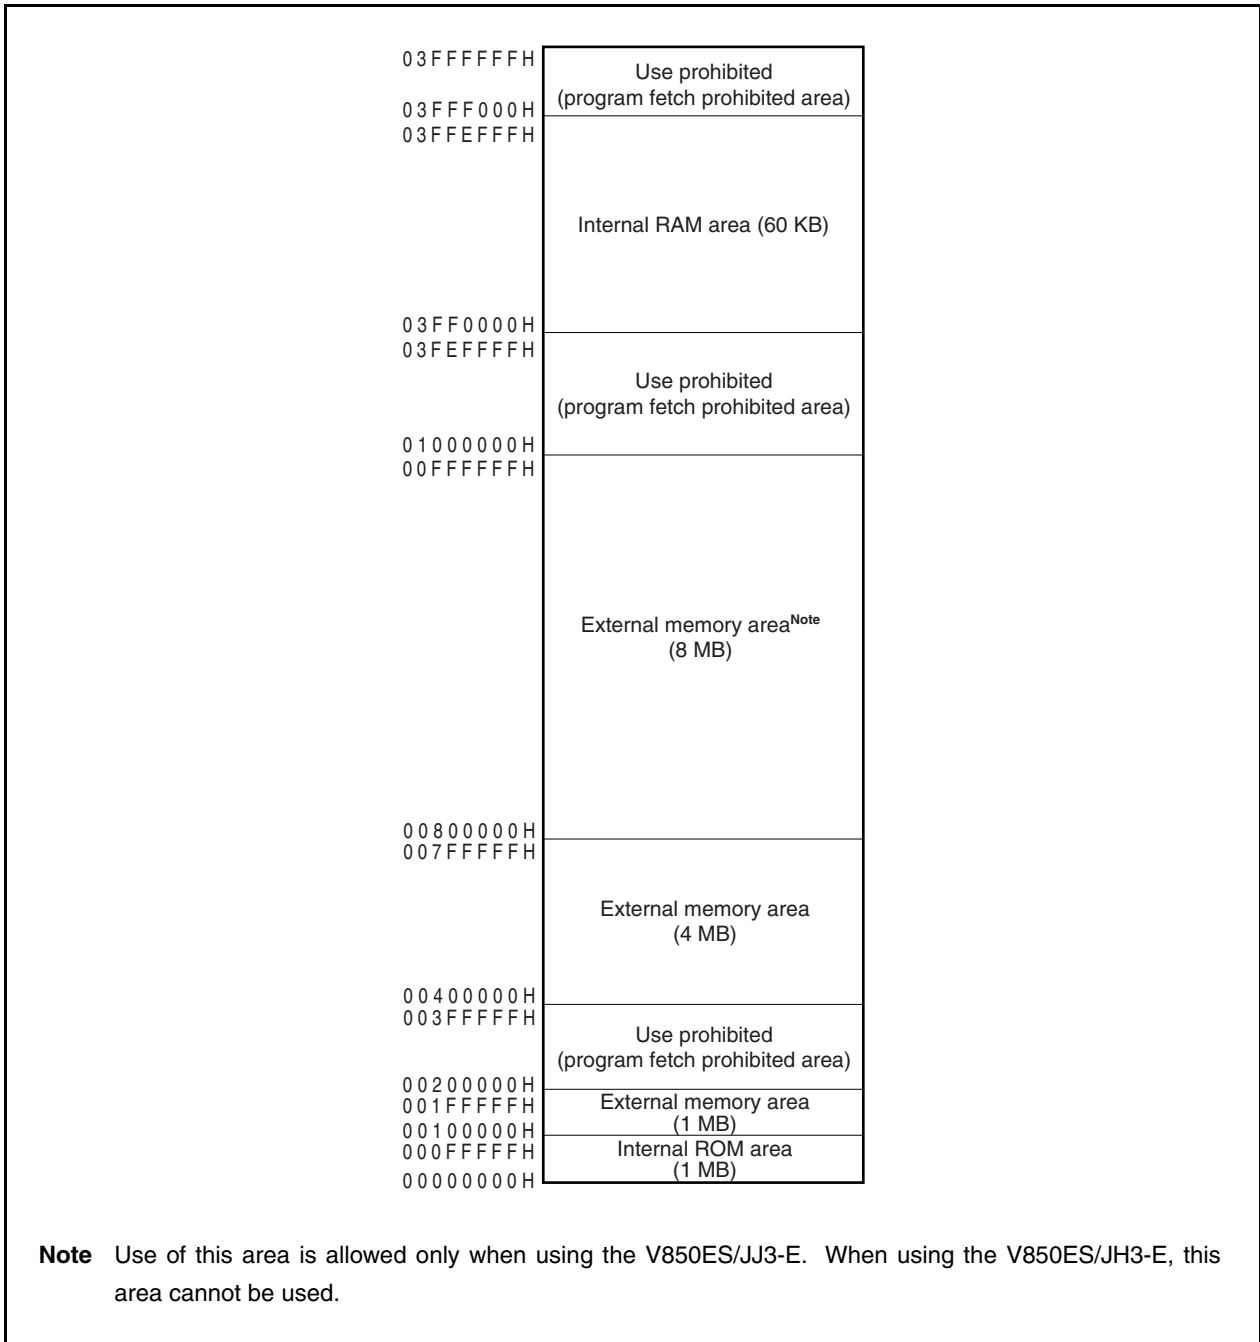 03FFFFFFH
Use prohibited
(program fetch prohibited area)
03FFF000H
03FFEFFFH
Internal RAM area (60 KB)
03FF0000H
03FEFFFFH
Use prohibited
(program fetch prohibited area)
01000000H
00FFFFFFH
External memory areaNote
(8 MB)
00800000H
007FFFFFH
External memory area
(4 MB)
00400000H
003FFFFFH
Use prohibited
(program fetch prohibited area)
00200000H
001FFFFFH
External memory area
(1 MB)
00100000H
000FFFFFH
Internal ROM area
(1 MB)
00000000H
Note Use of this area is allowed only when using the V850ES/JJ3-E. When using the V850ES/JH3-E, this
area cannot be used.